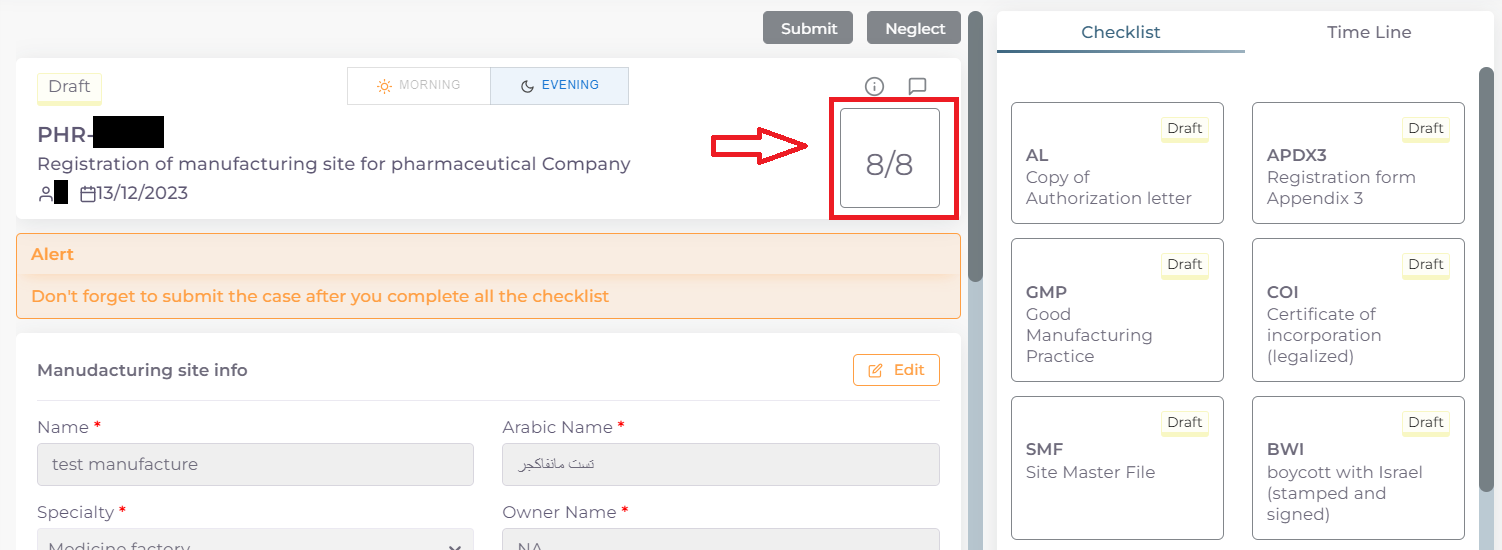 Submit
Neglect
Draft
MORNING
EVENING
PHR-
Registration of manufacturing site for pharmaceutical Company
13/12/2023
8/8
Alert
Don't forget to submit the case after you complete all the checklist
Manudacturing site info
Edit
Name *
Arabic Name *
test manufacture
تست مانفاكجر
Specialty *
Owner Name *
Medicine factory
NA
Checklist
Time Line
Draft
AL
Copy of
Authorization letter
Draft
APDX3
Registration form
Appendix 3
Draft
GMP
Good
Manufacturing
Practice
Draft
COI
Certificate of
incorporation
(legalized)
Draft
SMF
Site Master File
Draft
BWI
boycott with Israel
(stamped and
signed)